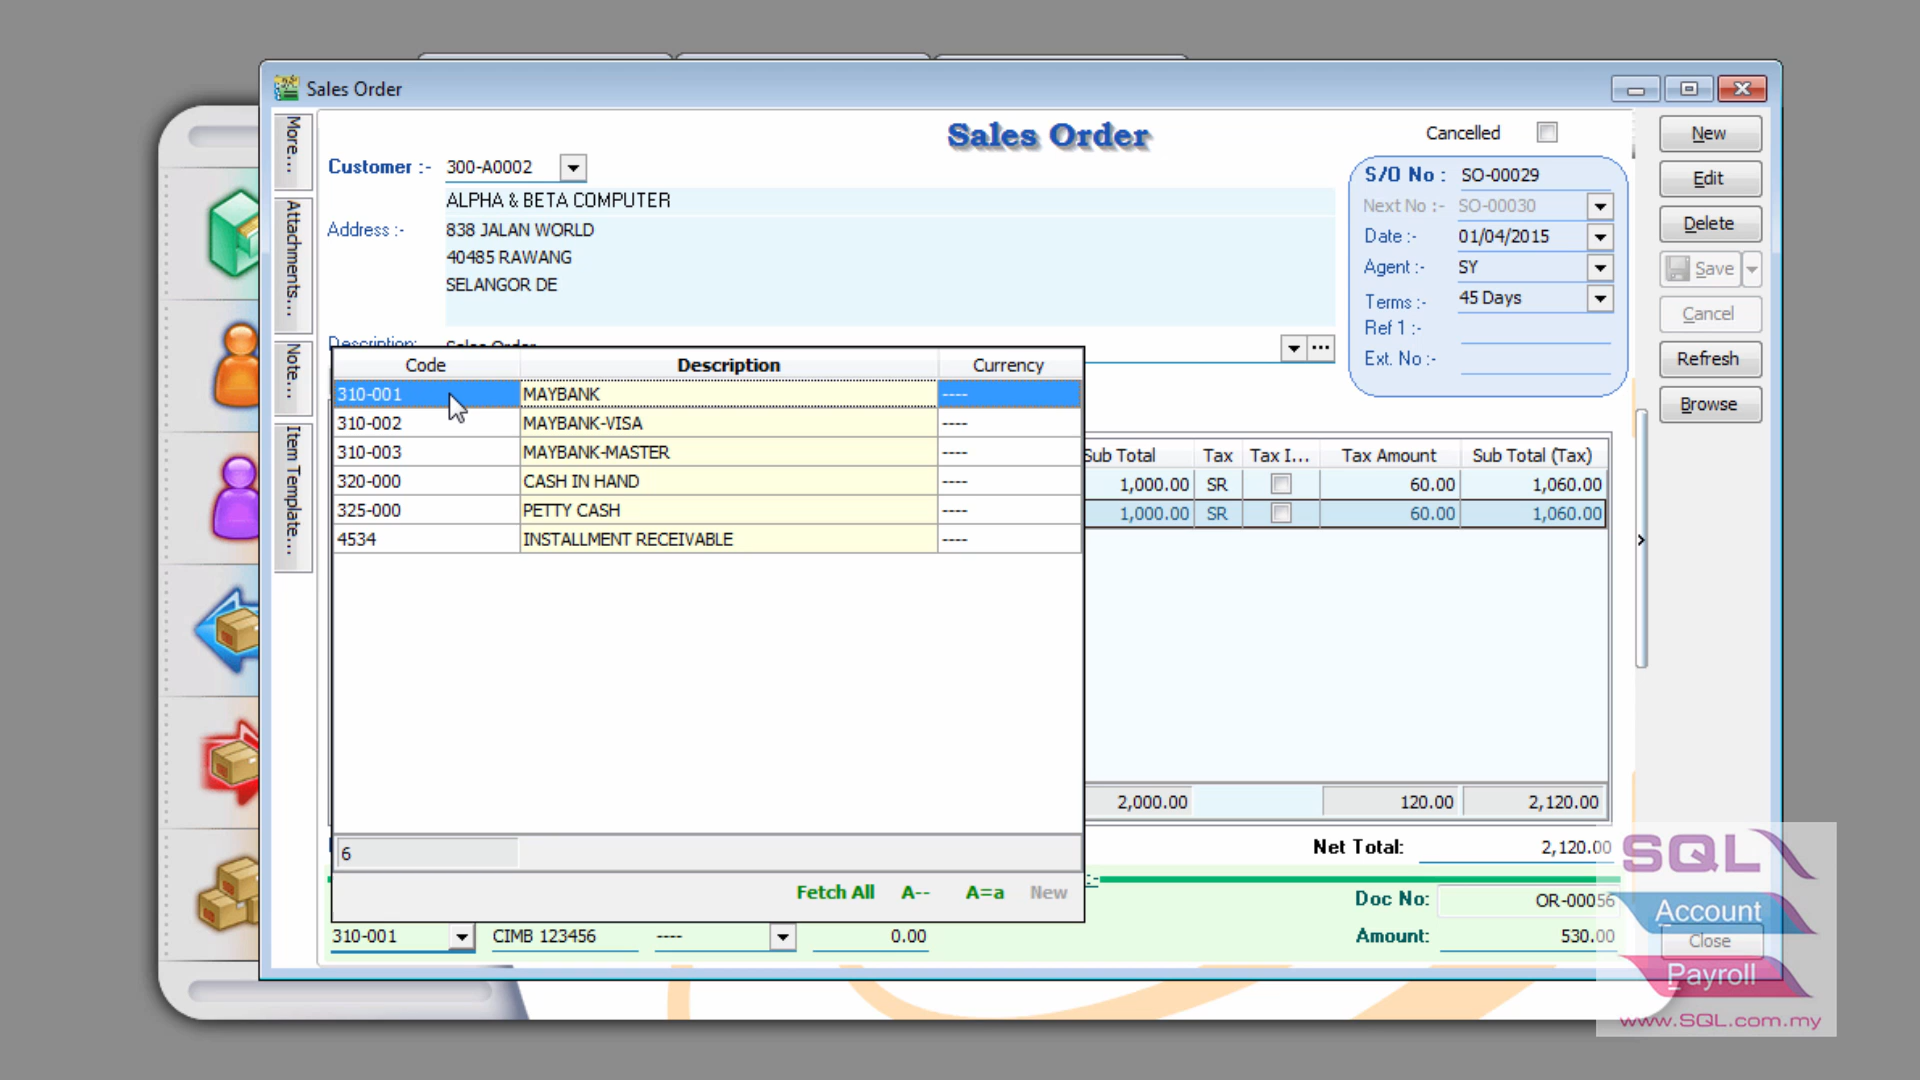 Sales Order
More...
Attachments...
Note...
Item Template...
Sales Order
Cancelled
Customer :- 300-A0002
ALPHA & BETA COMPUTER
Address :- 838 JALAN WORLD
40485 RAWANG
SELANGOR DE
Description: Sales Order
S/O No : SO-00029
Next No :- SO-00030
Date :- 01/04/2015
Agent :- SY
Terms :- 45 Days
Ref 1 :-
Ext. No :-
New
Edit
Delete
Save
Cancel
Refresh
Browse
Code Description Currency
310-001 MAYBANK ----
310-002 MAYBANK-VISA ----
310-003 MAYBANK-MASTER ----
320-000 CASH IN HAND ----
325-000 PETTY CASH ----
4534 INSTALLMENT RECEIVABLE ----
6
Fetch All A-- A=a New
Sub Total Tax Tax I... Tax Amount Sub Total (Tax)
1,000.00 SR 60.00 1,060.00
1,000.00 SR 60.00 1,060.00
2,000.00 120.00 2,120.00
Net Total: 2,120.00
Doc No: OR-00056
310-001 CIMB 123456 ---- 0.00
Amount: 530.00
SQL
Account
Close
Payroll
www.SQL.com.my